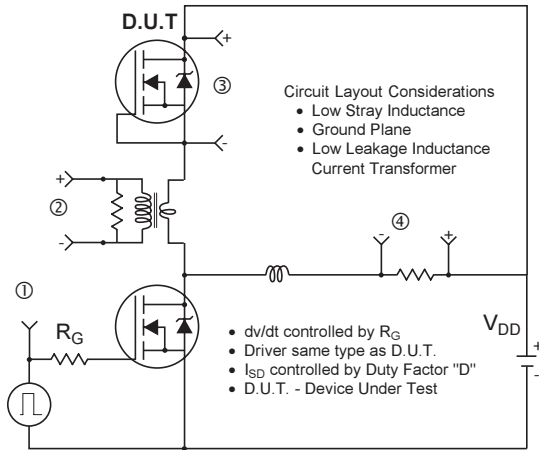 D.U.T
+
③
-
Circuit Layout Considerations
• Low Stray Inductance
• Ground Plane
• Low Leakage Inductance
Current Transformer
+
②
-
④
- +
①
R_G
V_DD
+
-
• dv/dt controlled by R_G
• Driver same type as D.U.T.
• I_SD controlled by Duty Factor "D"
• D.U.T. - Device Under Test